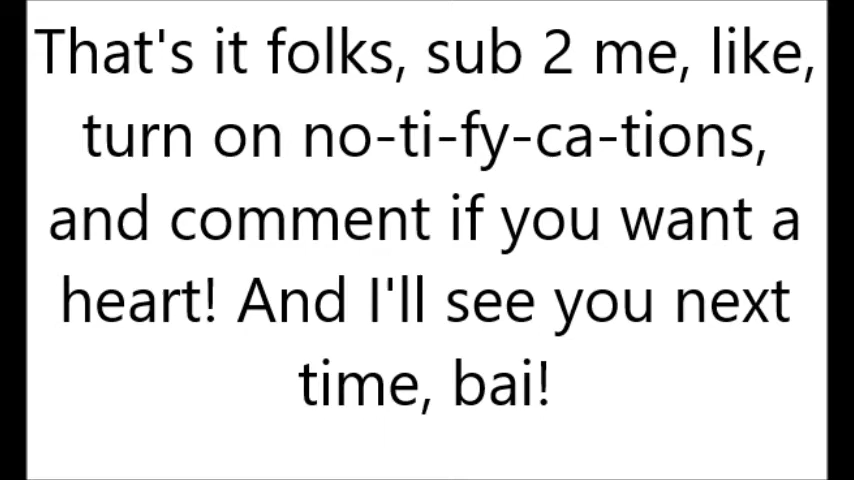 That's it folks, sub 2 me, like,
turn on no-ti-fy-ca-tions,
and comment if you want a
heart! And I'll see you next
time, bai!